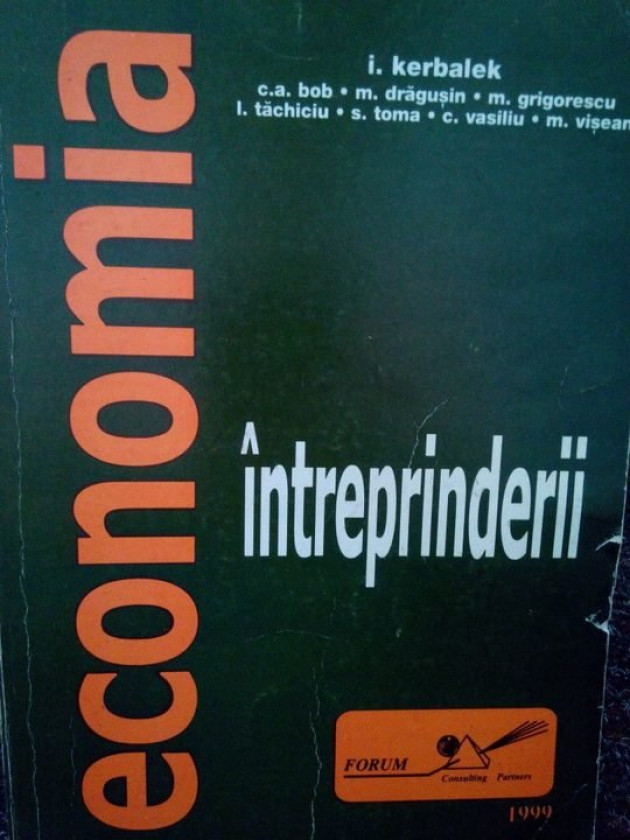 i. kerbalek
c.a. bob • m. drăgușin • m. grigorescu
l. tăchiciu • s. toma • c. vasiliu • m. vișean
economia
întreprinderii
FORUM
Consulting Partners
1999